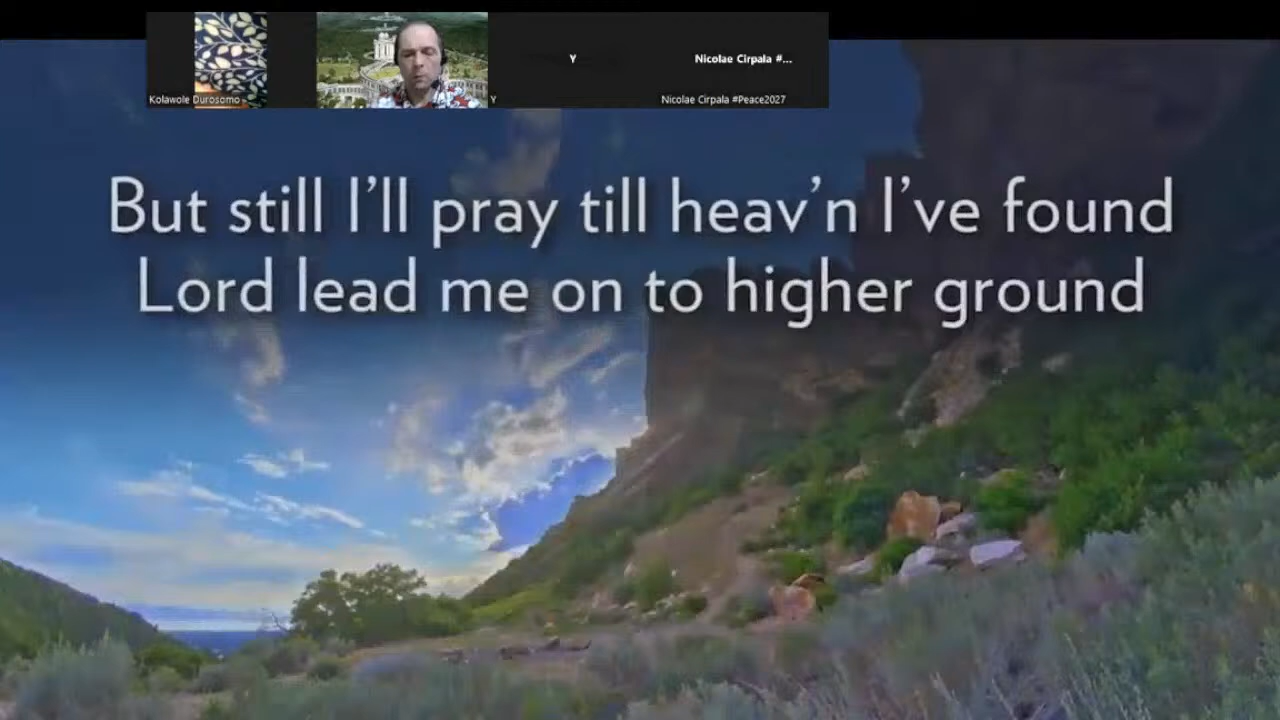 Kolawole Durosomo
Y
Y
Nicolae Cirpala #...
Nicolae Cirpala #Peace2027
But still I'll pray till heav'n I've found
Lord lead me on to higher ground